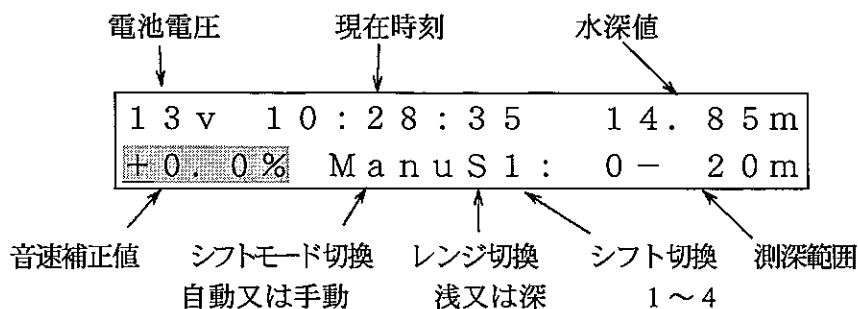 電池電圧 現在時刻 水深値
13v 10:28:35 14.85m
+0.0% ManuS1: 0- 20m
音速補正値 シフトモード切換 レンジ切換 シフト切換 測深範囲
自動又は手動 浅又は深 1～4